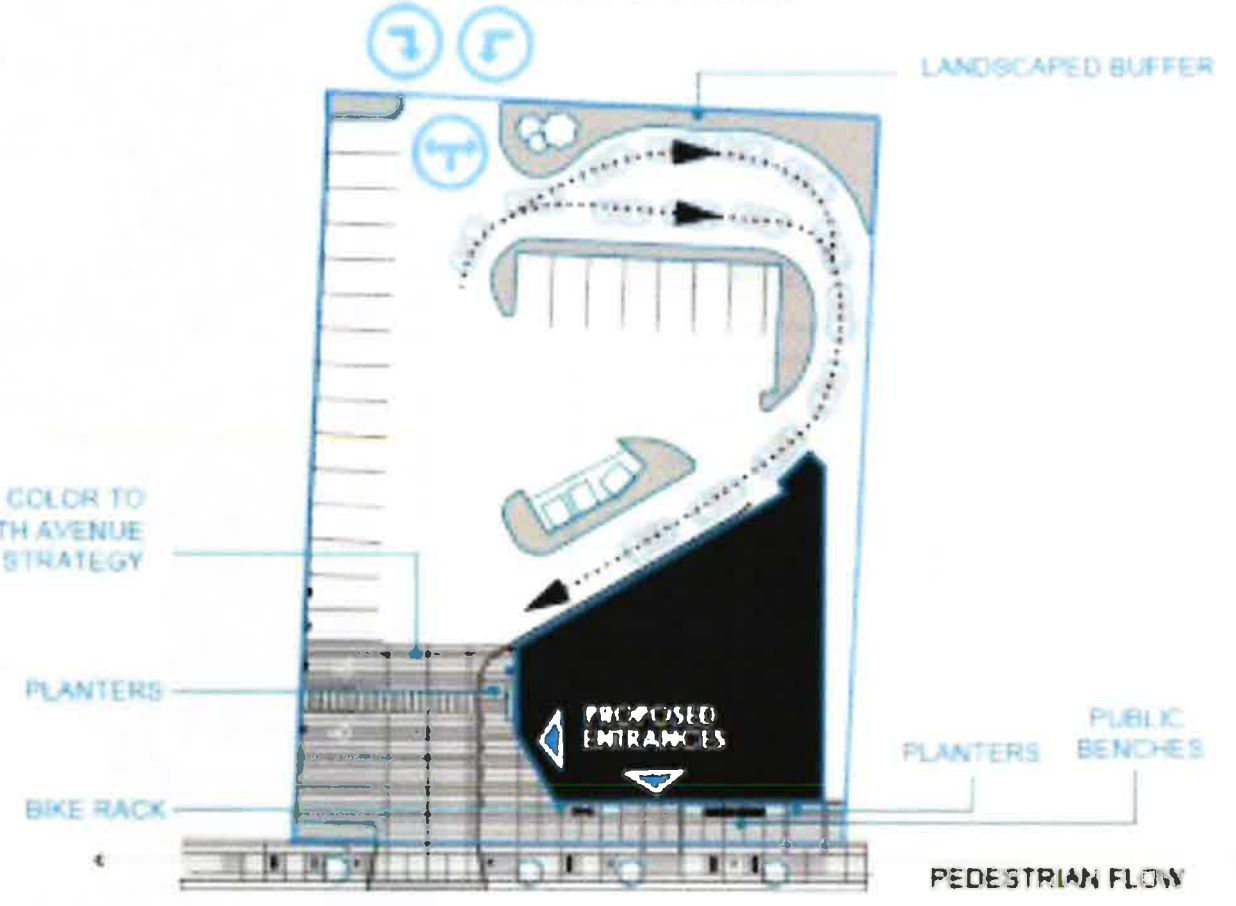 LANDSCAPED BUFFER
COLOR TO
TH AVENUE
STRATEGY
PLANTERS
PROPOSED
ENTRANCES
PUBLIC
BENCHES
PLANTERS
BIKE RACK
PEDESTRIAN FLOW